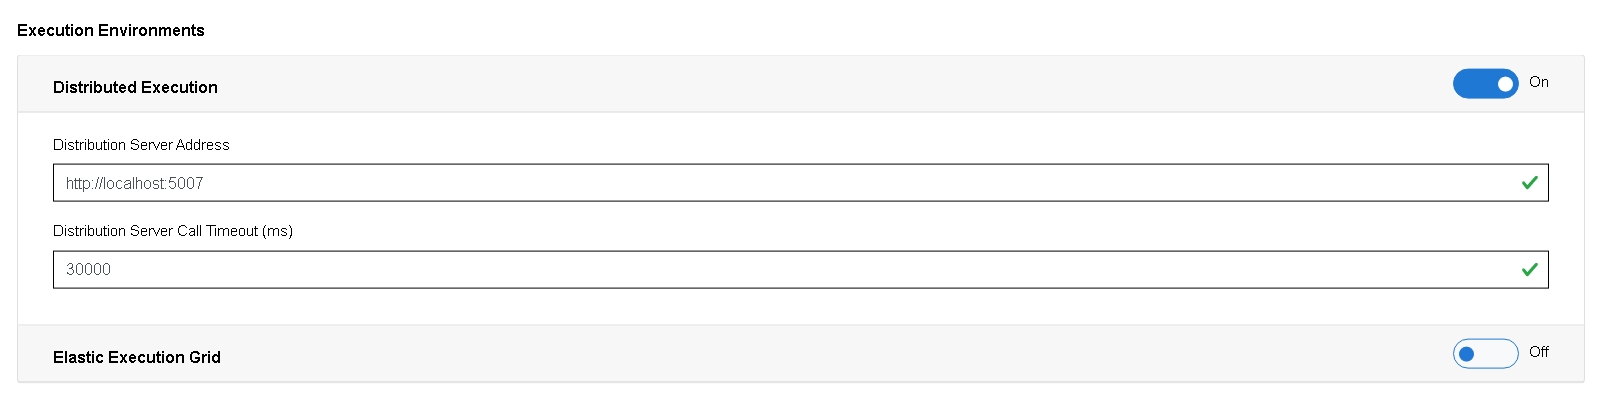 Execution Environments
Distributed Execution
On
Distribution Server Address
http://localhost:5007
Distribution Server Call Timeout (ms)
30000
Elastic Execution Grid
Off